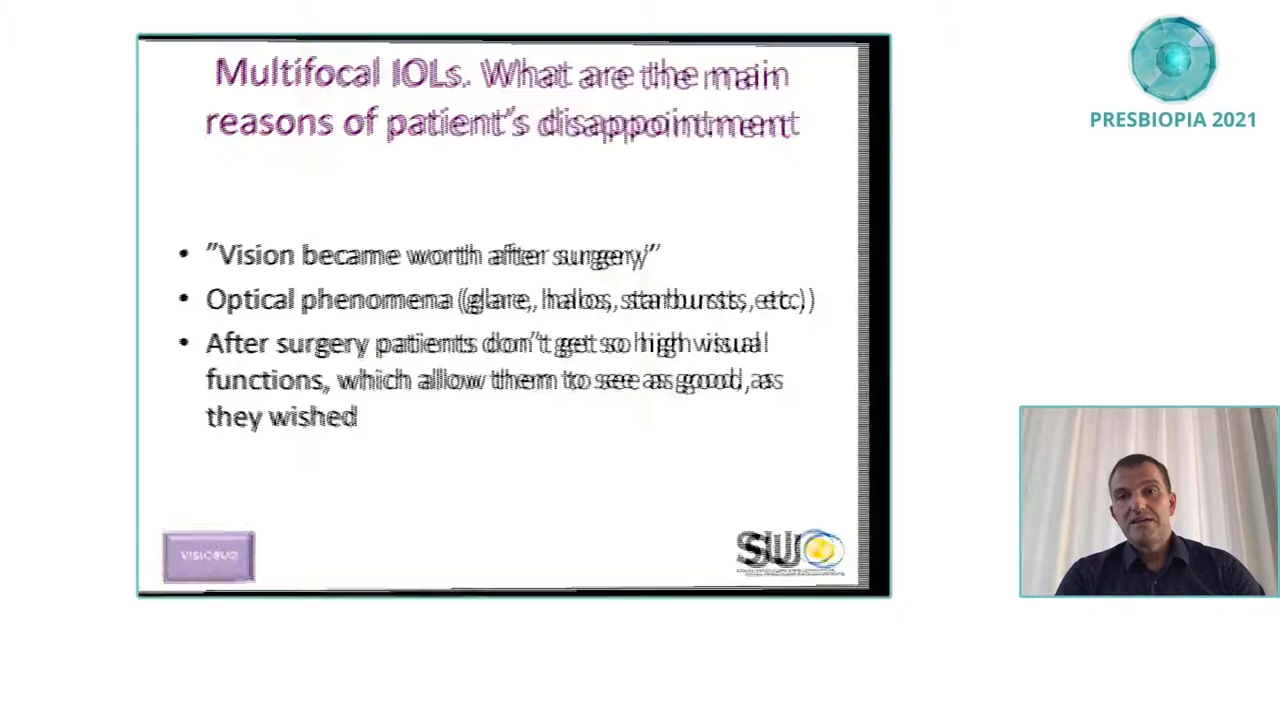 Multifocal IOLs. What are the main
reasons of patient”s disappointment
• ”Vision became worth after surgery”
• Optical phenomena (glare, halos, starbursts, etc.)
• After surgery patients don”t get so high visual
functions, which allow them to see as good, as
they wished
SU
PRESBIOPIA 2021